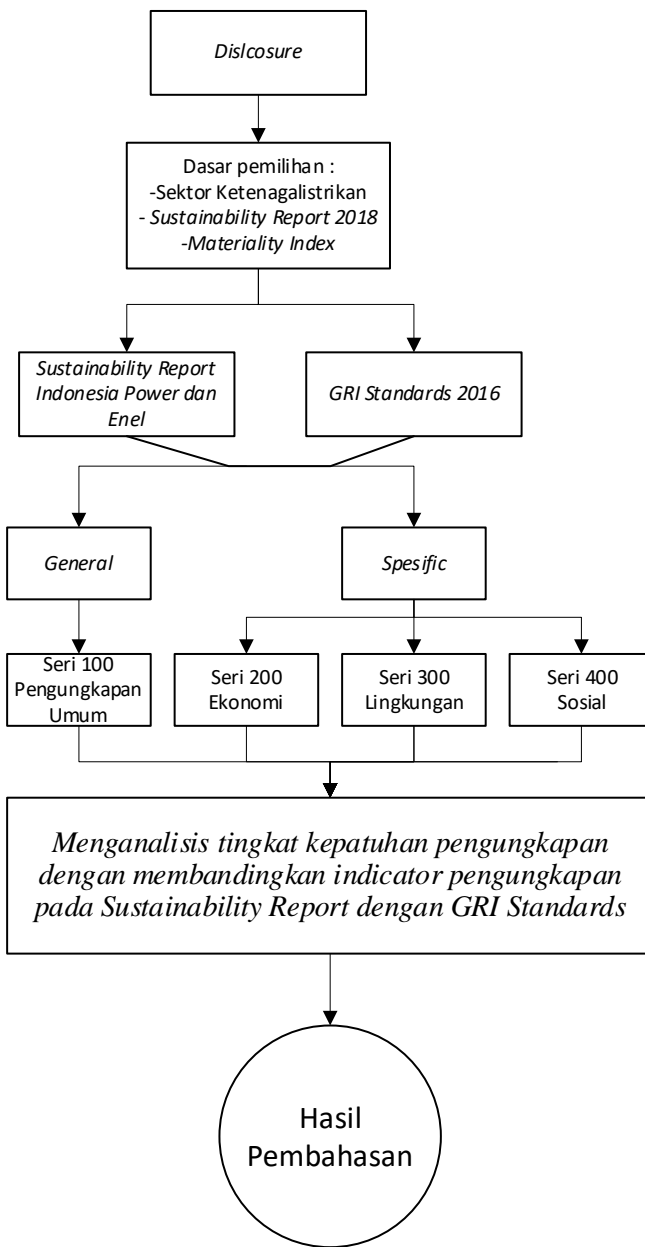 Dislcosure
Dasar pemilihan :
-Sektor Ketenagalistrikan
- Sustainability Report 2018
-Materiality Index
Sustainability Report
Indonesia Power dan
Enel
GRI Standards 2016
General
Spesific
Seri 100
Pengungkapan
Umum
Seri 200
Ekonomi
Seri 300
Lingkungan
Seri 400
Sosial
Menganalisis tingkat kepatuhan pengungkapan
dengan membandingkan indicator pengungkapan
pada Sustainability Report dengan GRI Standards
Hasil
Pembahasan